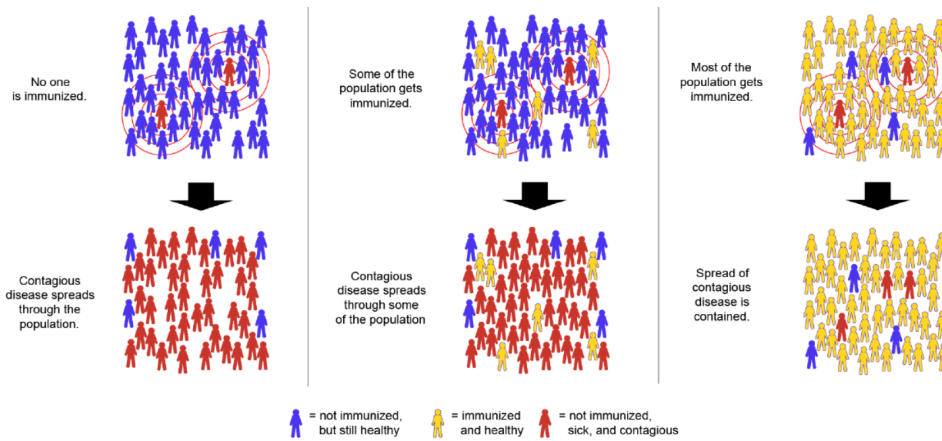 No one
is immunized.
Some of the
population gets
immunized.
Most of the
population gets
immunized.
Contagious
disease spreads
through the
population.
Contagious
disease spreads
through some
of the population
Spread of
contagious
disease is
contained.
= not immunized,
but still healthy
= immunized
and healthy
= not immunized,
sick, and contagious